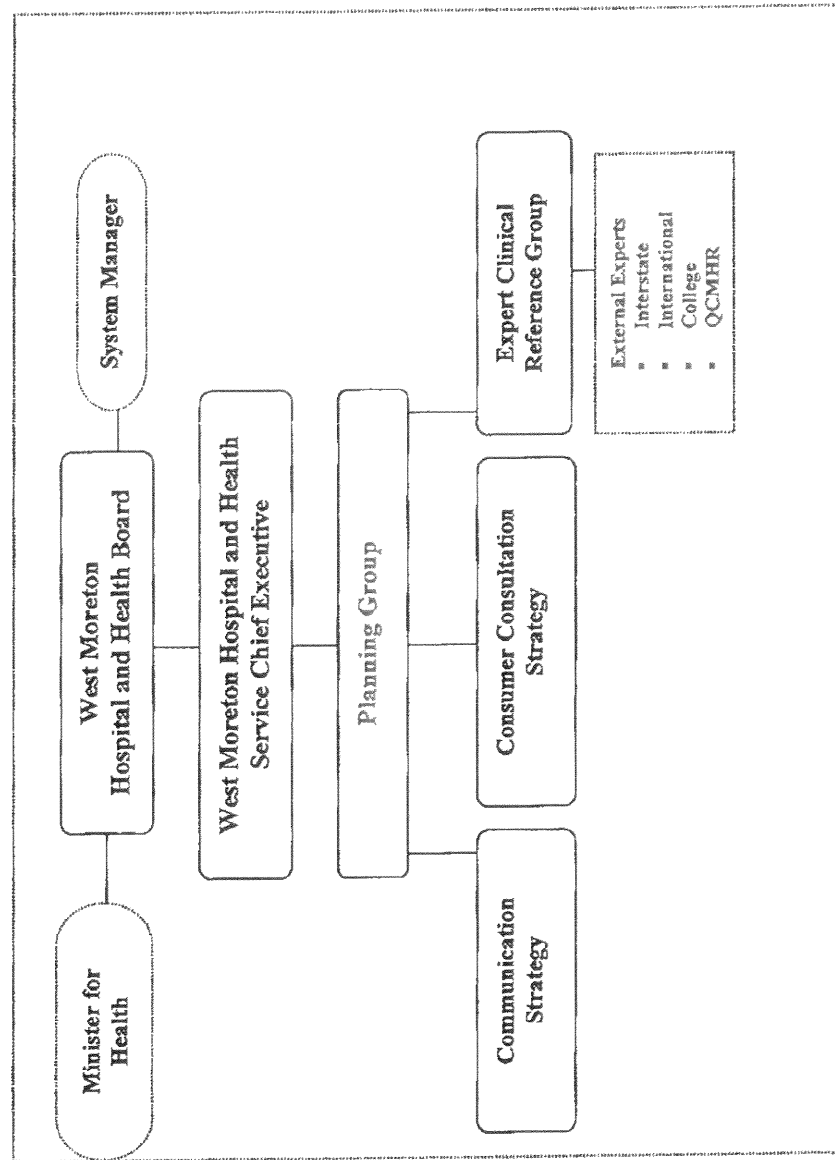 Minister for
Health
West Moreton
Hospital and Health Board
System Manager
West Moreton Hospital and Health
Service Chief Executive
Planning Group
Communication
Strategy
Consumer Consultation
Strategy
Expert Clinical
Reference Group
External Experts
▪ Interstate
▪ International
▪ College
▪ QCMHR